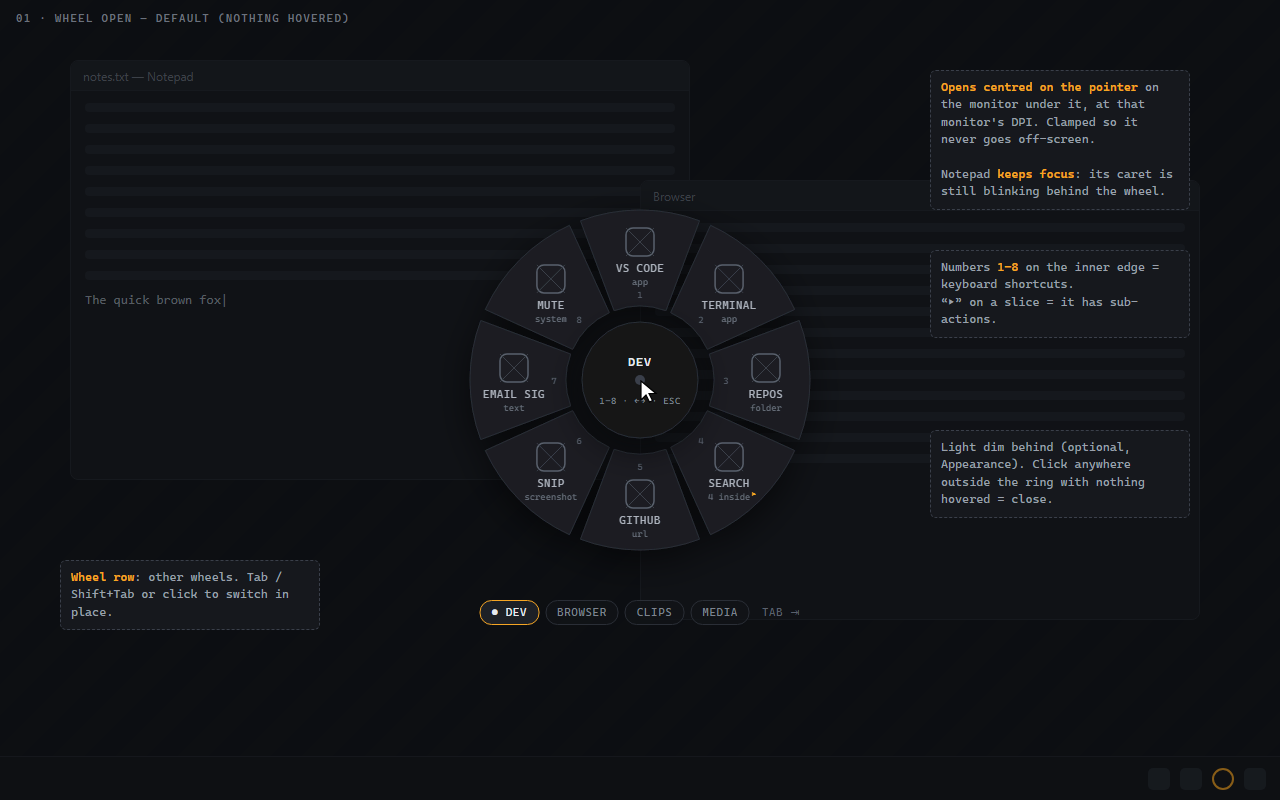 01 · WHEEL OPEN — DEFAULT (NOTHING HOVERED)
notes.txt — Notepad
The quick brown fox
Browser
Opens centred on the pointer on
the monitor under it, at that
monitor's DPI. Clamped so it
never goes off-screen.
Notepad keeps focus: its caret is
still blinking behind the wheel.
Numbers 1–8 on the inner edge =
keyboard shortcuts.
“▸” on a slice = it has sub-
actions.
Light dim behind (optional,
Appearance). Click anywhere
outside the ring with nothing
hovered = close.
VS CODE
app
1
TERMINAL
2 app
3
REPOS
folder
4
SEARCH
4 inside ▸
5
GITHUB
url
6
SNIP
screenshot
7
EMAIL SIG
text
MUTE
system 8
DEV
1–8 · ESC
Wheel row: other wheels. Tab /
Shift+Tab or click to switch in
place.
● DEV
BROWSER
CLIPS
MEDIA
TAB ⇥